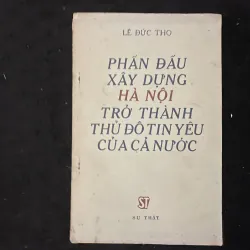 LÊ ĐỨC THỌ
PHẤN ĐẤU
XÂY DỰNG
HÀ NỘI
TRỞ THÀNH
THỦ ĐÔ TIN YÊU
CỦA CẢ NƯỚC
ST
SỰ THẬT